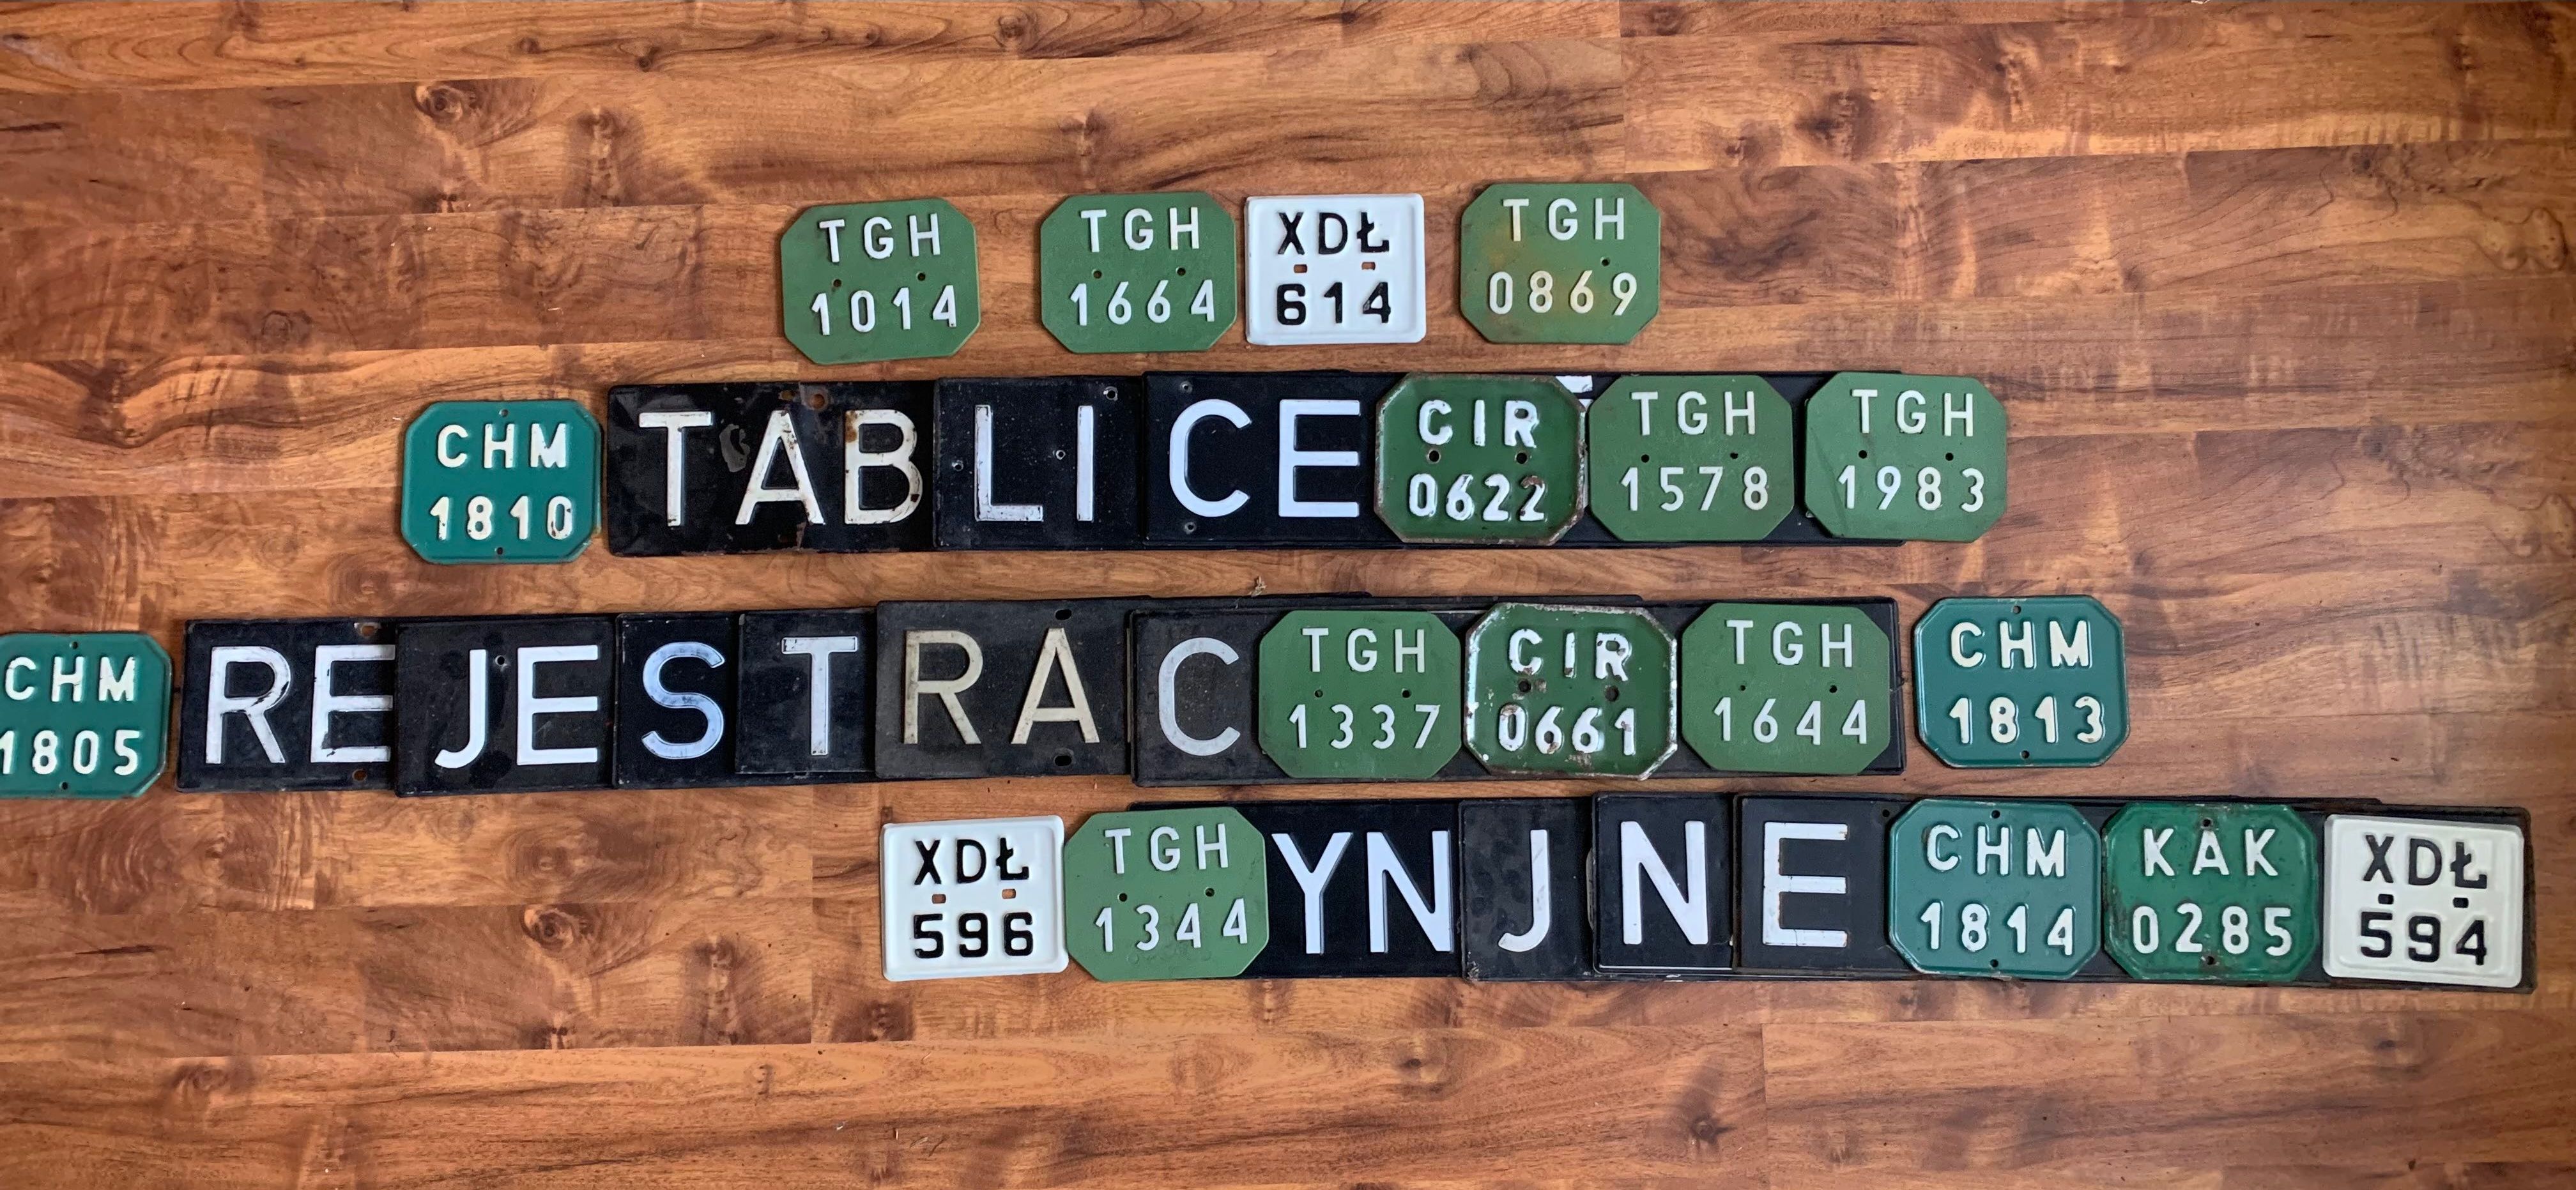 TGH TGH XDŁ TGH
1014 1664 614 0869
CHM TABLICE CIR TGH TGH
1810 0622 1578 1983
CHM REJESTRAC TGH CIR TGH CHM
1805 1337 0661 1644 1813
XDŁ TGH YNJNE CHM KAK XDŁ
596 1344 1814 0285 594